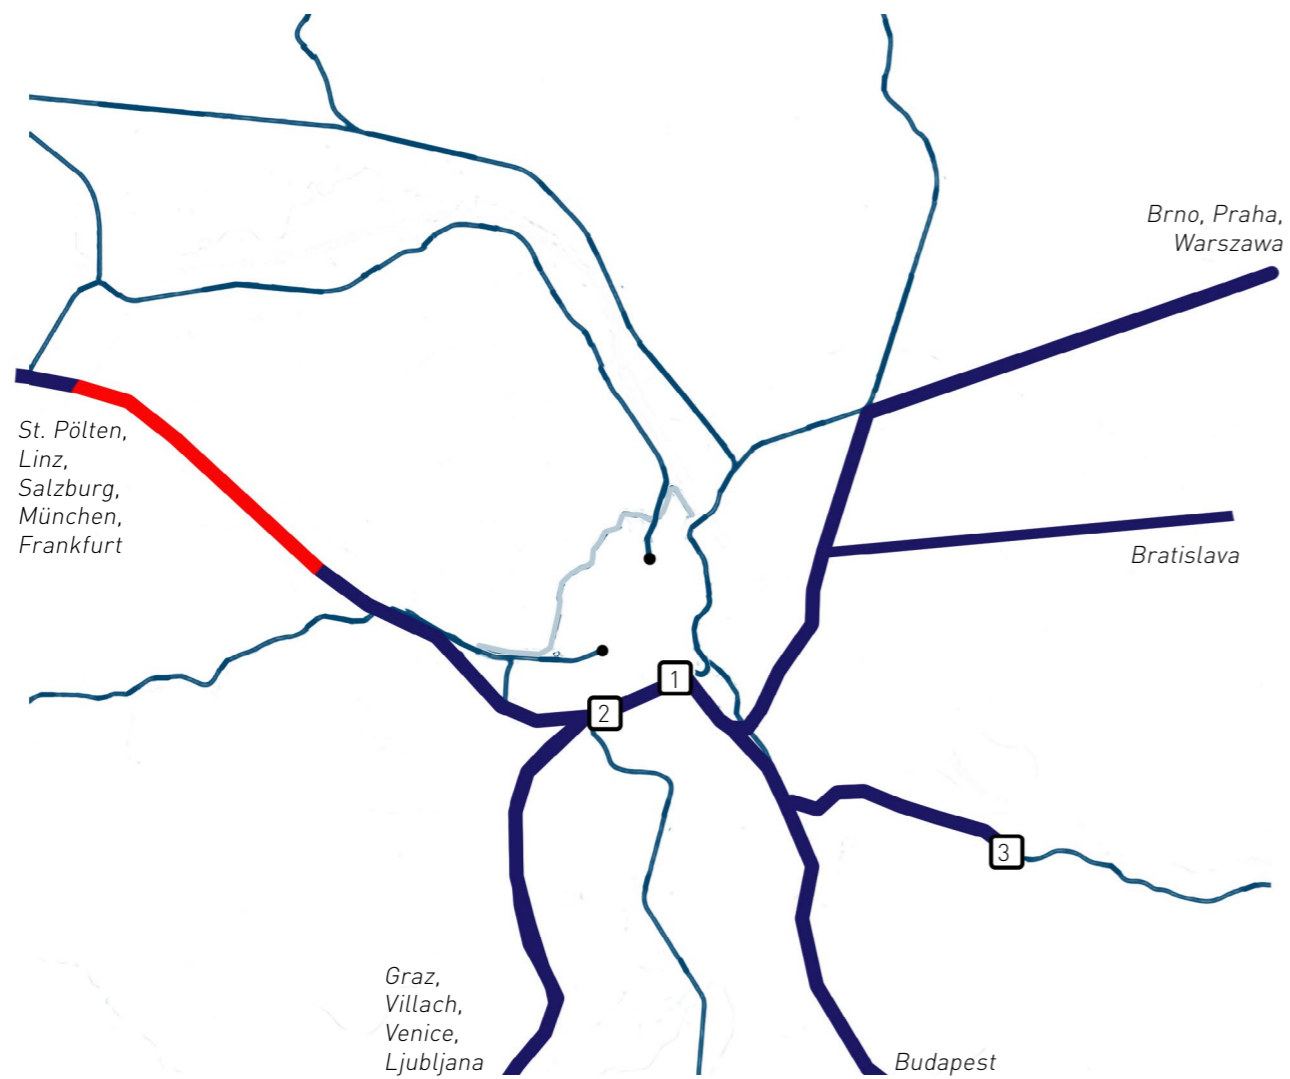 Brno, Praha,
Warszawa
St. Pölten,
Linz,
Salzburg,
München,
Frankfurt
Bratislava
1
2
3
Graz,
Villach,
Venice,
Ljubljana
Budapest